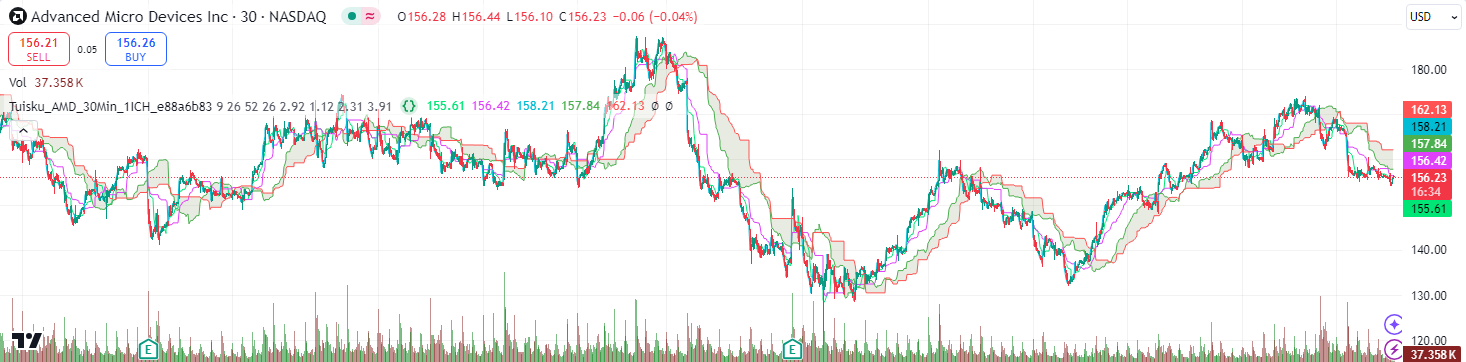 Advanced Micro Devices Inc · 30 · NASDAQ O156.28 H156.44 L156.10 C156.23 −0.06 (−0.04%)
USD
156.21 SELL
0.05
156.26 BUY
Vol 37.358 K
Tuisku_AMD_30Min_1ICH_e88a6b83 9 26 52 26 2.92 1.12 2.31 3.91 155.61 156.42 158.21 157.84 162.13 Ø Ø
180.00
162.13
158.21
157.84
156.42
156.23
16:34
155.61
140.00
130.00
120.00
37.358 K
E
E